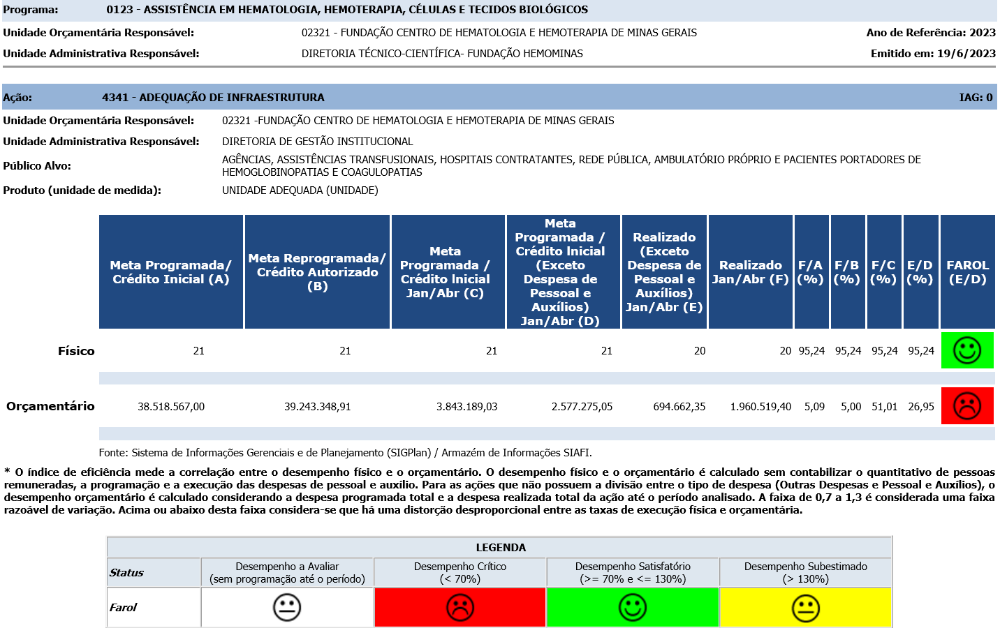 Programa: 0123 - ASSISTÊNCIA EM HEMATOLOGIA, HEMOTERAPIA, CÉLULAS E TECIDOS BIOLÓGICOS
Unidade Orçamentária Responsável: 02321 - FUNDAÇÃO CENTRO DE HEMATOLOGIA E HEMOTERAPIA DE MINAS GERAIS Ano de Referência: 2023
Unidade Administrativa Responsável: DIRETORIA TÉCNICO-CIENTÍFICA- FUNDAÇÃO HEMOMINAS Emitido em: 19/6/2023
Ação: 4341 - ADEQUAÇÃO DE INFRAESTRUTURA IAG: 0
Unidade Orçamentária Responsável: 02321 -FUNDAÇÃO CENTRO DE HEMATOLOGIA E HEMOTERAPIA DE MINAS GERAIS
Unidade Administrativa Responsável: DIRETORIA DE GESTÃO INSTITUCIONAL
Público Alvo: AGÊNCIAS, ASSISTÊNCIAS TRANSFUSIONAIS, HOSPITAIS CONTRATANTES, REDE PÚBLICA, AMBULATÓRIO PRÓPRIO E PACIENTES PORTADORES DE
HEMOGLOBINOPATIAS E COAGULOPATIAS
Produto (unidade de medida): UNIDADE ADEQUADA (UNIDADE)
Meta Programada/
Crédito Inicial (A)
Meta Reprogramada/
Crédito Autorizado
(B)
Meta
Programada /
Crédito Inicial
Jan/Abr (C)
Meta
Programada /
Crédito Inicial
(Exceto
Despesa de
Pessoal e
Auxílios)
Jan/Abr (D)
Realizado
(Exceto
Despesa de
Pessoal e
Auxílios)
Jan/Abr (E)
Realizado
Jan/Abr (F)
F/A
(%)
F/B
(%)
F/C
(%)
E/D
(%)
FAROL
(E/D)
Físico 21 21 21 21 20 20 95,24 95,24 95,24 95,24
Orçamentário 38.518.567,00 39.243.348,91 3.843.189,03 2.577.275,05 694.662,35 1.960.519,40 5,09 5,00 51,01 26,95
Fonte: Sistema de Informações Gerenciais e de Planejamento (SIGPlan) / Armazém de Informações SIAFI.
* O índice de eficiência mede a correlação entre o desempenho físico e o orçamentário. O desempenho físico e o orçamentário é calculado sem contabilizar o quantitativo de pessoas
remuneradas, a programação e a execução das despesas de pessoal e auxílio. Para as ações que não possuem a divisão entre o tipo de despesa (Outras Despesas e Pessoal e Auxílios), o
desempenho orçamentário é calculado considerando a despesa programada total e a despesa realizada total da ação até o período analisado. A faixa de 0,7 a 1,3 é considerada uma faixa
razoável de variação. Acima ou abaixo desta faixa considera-se que há uma distorção desproporcional entre as taxas de execução física e orçamentária.
LEGENDA
Status
Desempenho a Avaliar
(sem programação até o período)
Desempenho Crítico
(< 70%)
Desempenho Satisfatório
(>= 70% e <= 130%)
Desempenho Subestimado
(> 130%)
Farol